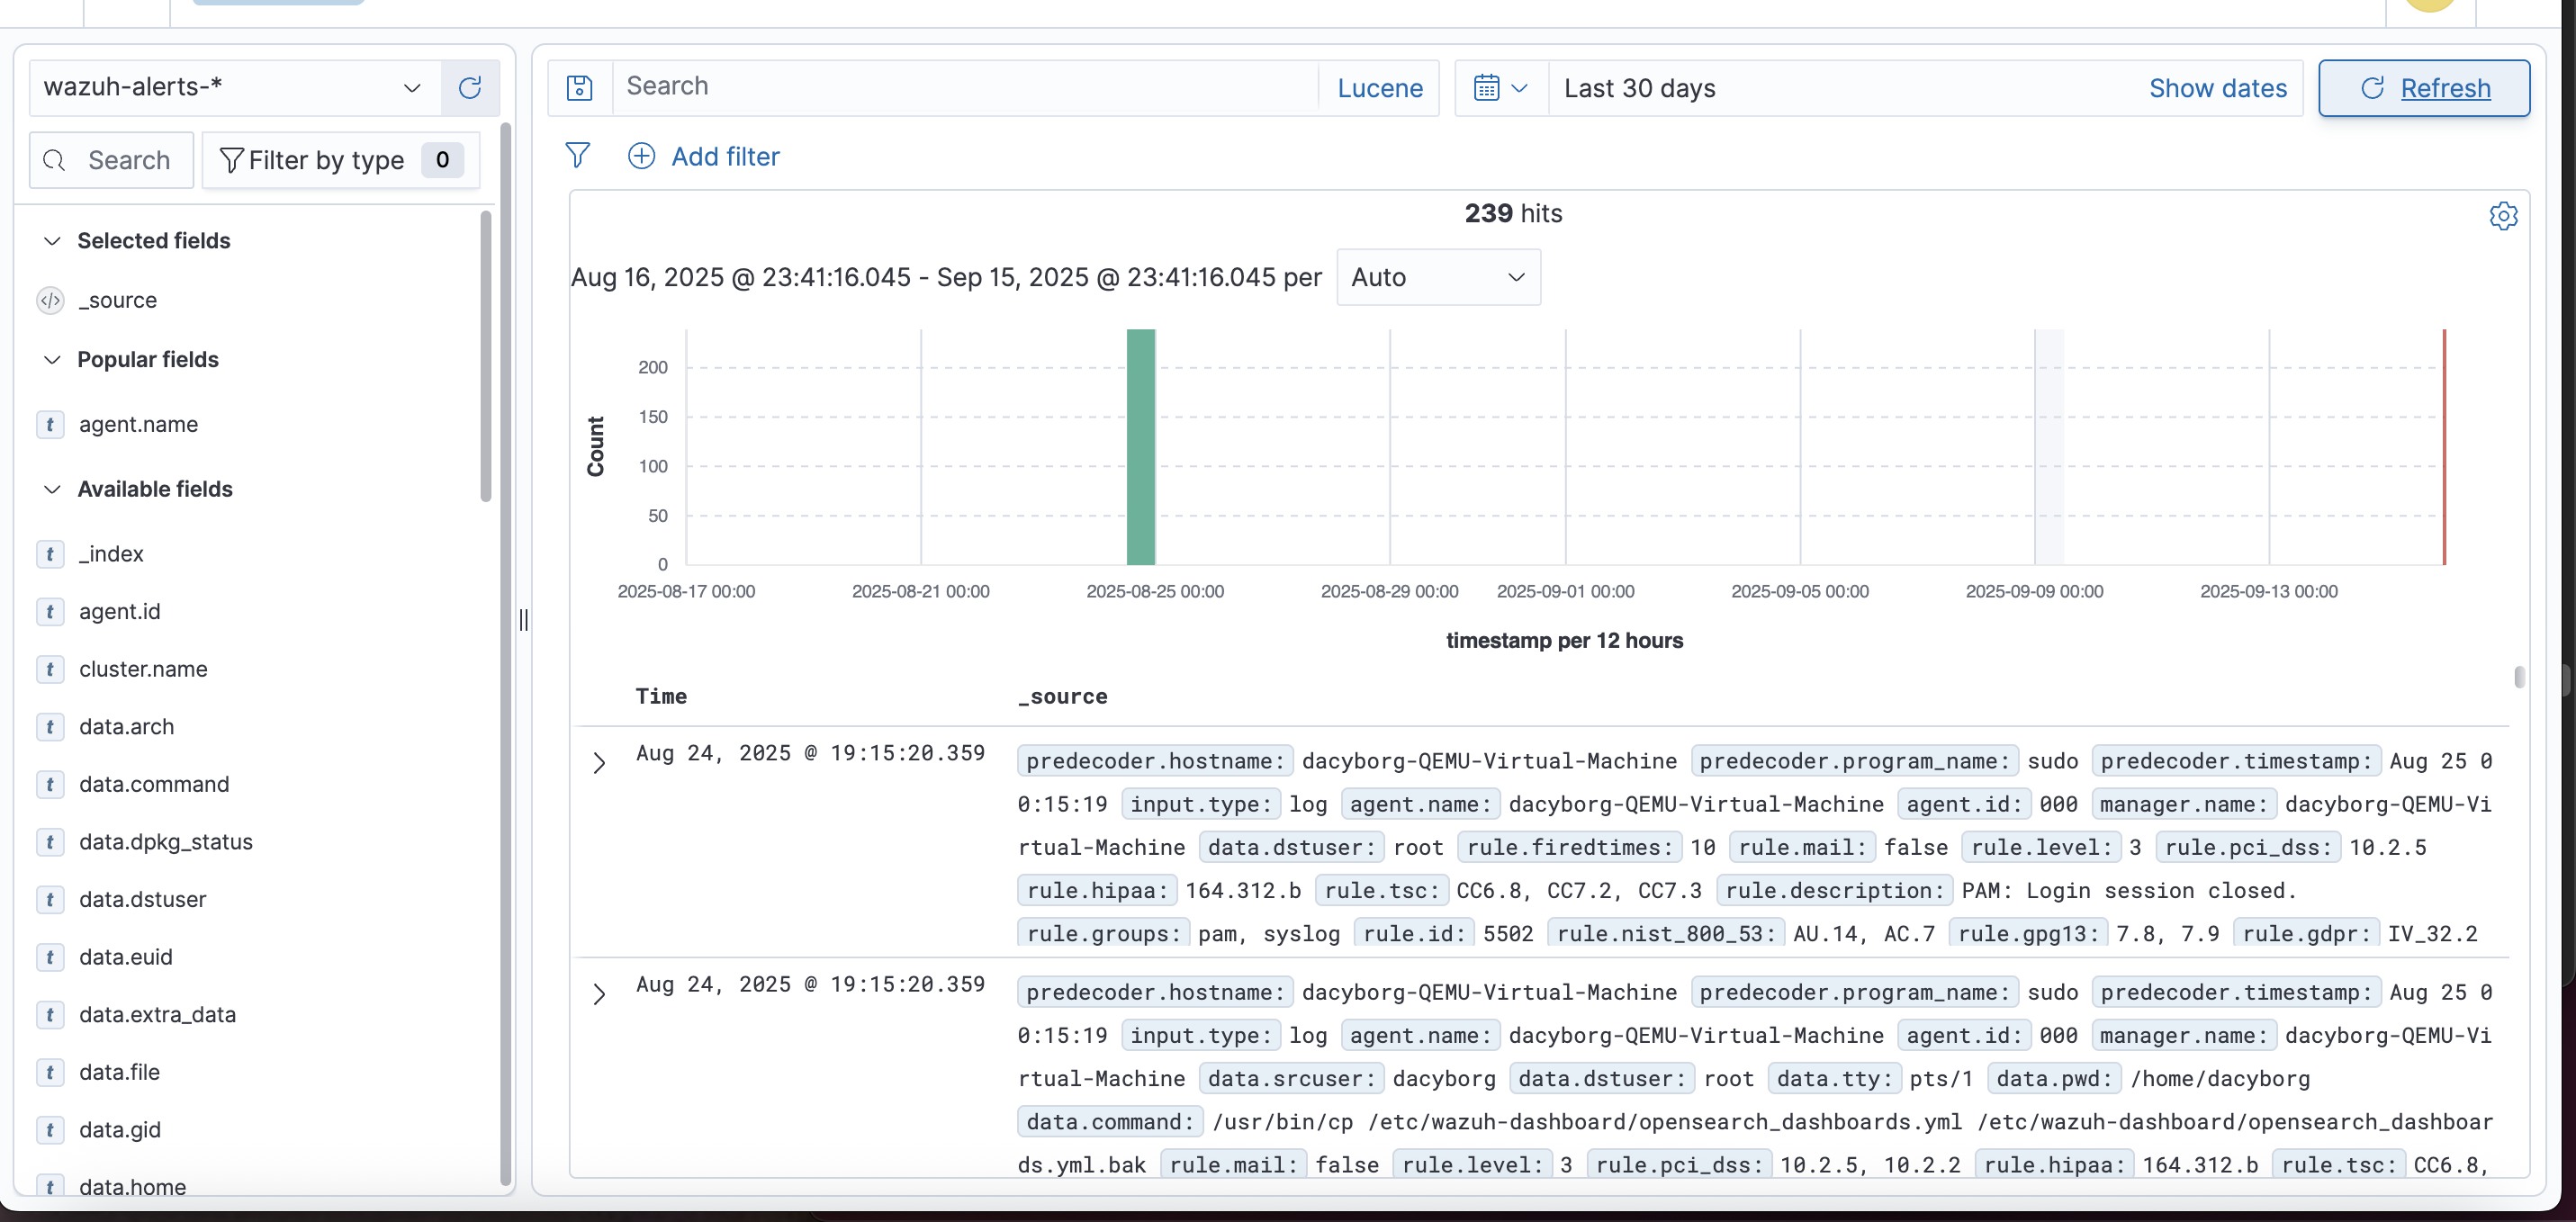 wazuh-alerts-*
Search
Filter by type 0
Selected fields
_source
Popular fields
t agent.name
Available fields
t _index
t agent.id
t cluster.name
t data.arch
t data.command
t data.dpkg_status
t data.dstuser
t data.euid
t data.extra_data
t data.file
t data.gid
t data.home
Search Lucene
Last 30 days Show dates
Refresh
Add filter
239 hits
Aug 16, 2025 @ 23:41:16.045 - Sep 15, 2025 @ 23:41:16.045 per Auto
Count
200
150
100
50
0
2025-08-17 00:00 2025-08-21 00:00 2025-08-25 00:00 2025-08-29 00:00 2025-09-01 00:00 2025-09-05 00:00 2025-09-09 00:00 2025-09-13 00:00
timestamp per 12 hours
Time _source
Aug 24, 2025 @ 19:15:20.359 predecoder.hostname: dacyborg-QEMU-Virtual-Machine predecoder.program_name: sudo predecoder.timestamp: Aug 25 0
0:15:19 input.type: log agent.name: dacyborg-QEMU-Virtual-Machine agent.id: 000 manager.name: dacyborg-QEMU-Vi
rtual-Machine data.dstuser: root rule.firedtimes: 10 rule.mail: false rule.level: 3 rule.pci_dss: 10.2.5
rule.hipaa: 164.312.b rule.tsc: CC6.8, CC7.2, CC7.3 rule.description: PAM: Login session closed.
rule.groups: pam, syslog rule.id: 5502 rule.nist_800_53: AU.14, AC.7 rule.gpg13: 7.8, 7.9 rule.gdpr: IV_32.2
Aug 24, 2025 @ 19:15:20.359 predecoder.hostname: dacyborg-QEMU-Virtual-Machine predecoder.program_name: sudo predecoder.timestamp: Aug 25 0
0:15:19 input.type: log agent.name: dacyborg-QEMU-Virtual-Machine agent.id: 000 manager.name: dacyborg-QEMU-Vi
rtual-Machine data.srcuser: dacyborg data.dstuser: root data.tty: pts/1 data.pwd: /home/dacyborg
data.command: /usr/bin/cp /etc/wazuh-dashboard/opensearch_dashboards.yml /etc/wazuh-dashboard/opensearch_dashboar
ds.yml.bak rule.mail: false rule.level: 3 rule.pci_dss: 10.2.5, 10.2.2 rule.hipaa: 164.312.b rule.tsc: CC6.8,